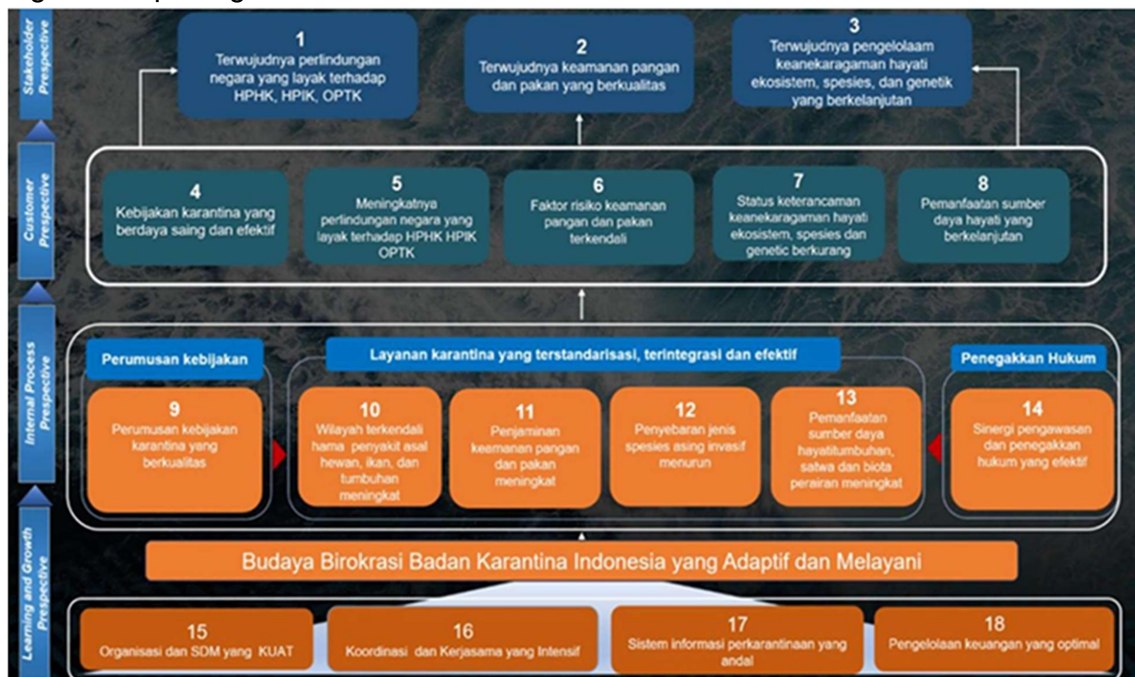 Stakeholder
Prespective
1
Terwujudnya perlindungan
negara yang layak terhadap
HPHK, HPIK, OPTK
2
Terwujudnya keamanan pangan
dan pakan yang berkualitas
3
Terwujudnya pengelolaam
keanekaragaman hayati
ekosistem, spesies, dan genetik
yang berkelanjutan
Customer
Prespective
4
Kebijakan karantina yang
berdaya saing dan efektif
5
Meningkatnya
perlindungan negara yang
layak terhadap HPHK HPIK
OPTK
6
Faktor risiko keamanan
pangan dan pakan
terkendali
7
Status keterancaman
keanekaragaman hayati
ekosistem, spesies dan
genetic berkurang
8
Pemanfaatan sumber
daya hayati yang
berkelanjutan
Internal Process
Prespective
Perumusan kebijakan
9
Perumusan kebijakan
karantina yang
berkualitas
Layanan karantina yang terstandarisasi, terintegrasi dan efektif
10
Wilayah terkendali
hama penyakit asal
hewan, ikan, dan
tumbuhan
meningkat
11
Penjaminan
keamanan pangan
dan pakan
meningkat
12
Penyebaran jenis
spesies asing invasif
menurun
13
Pemanfaatan
sumber daya
hayatitumbuhan,
satwa dan biota
perairan meningkat
Penegakkan Hukum
14
Sinergi pengawasan
dan penegakkan
hukum yang efektif
Learning and Growth
Prespective
Budaya Birokrasi Badan Karantina Indonesia yang Adaptif dan Melayani
15
Organisasi dan SDM yang KUAT
16
Koordinasi dan Kerjasama yang Intensif
17
Sistem informasi perkarantinaan yang
andal
18
Pengelolaan keuangan yang optimal